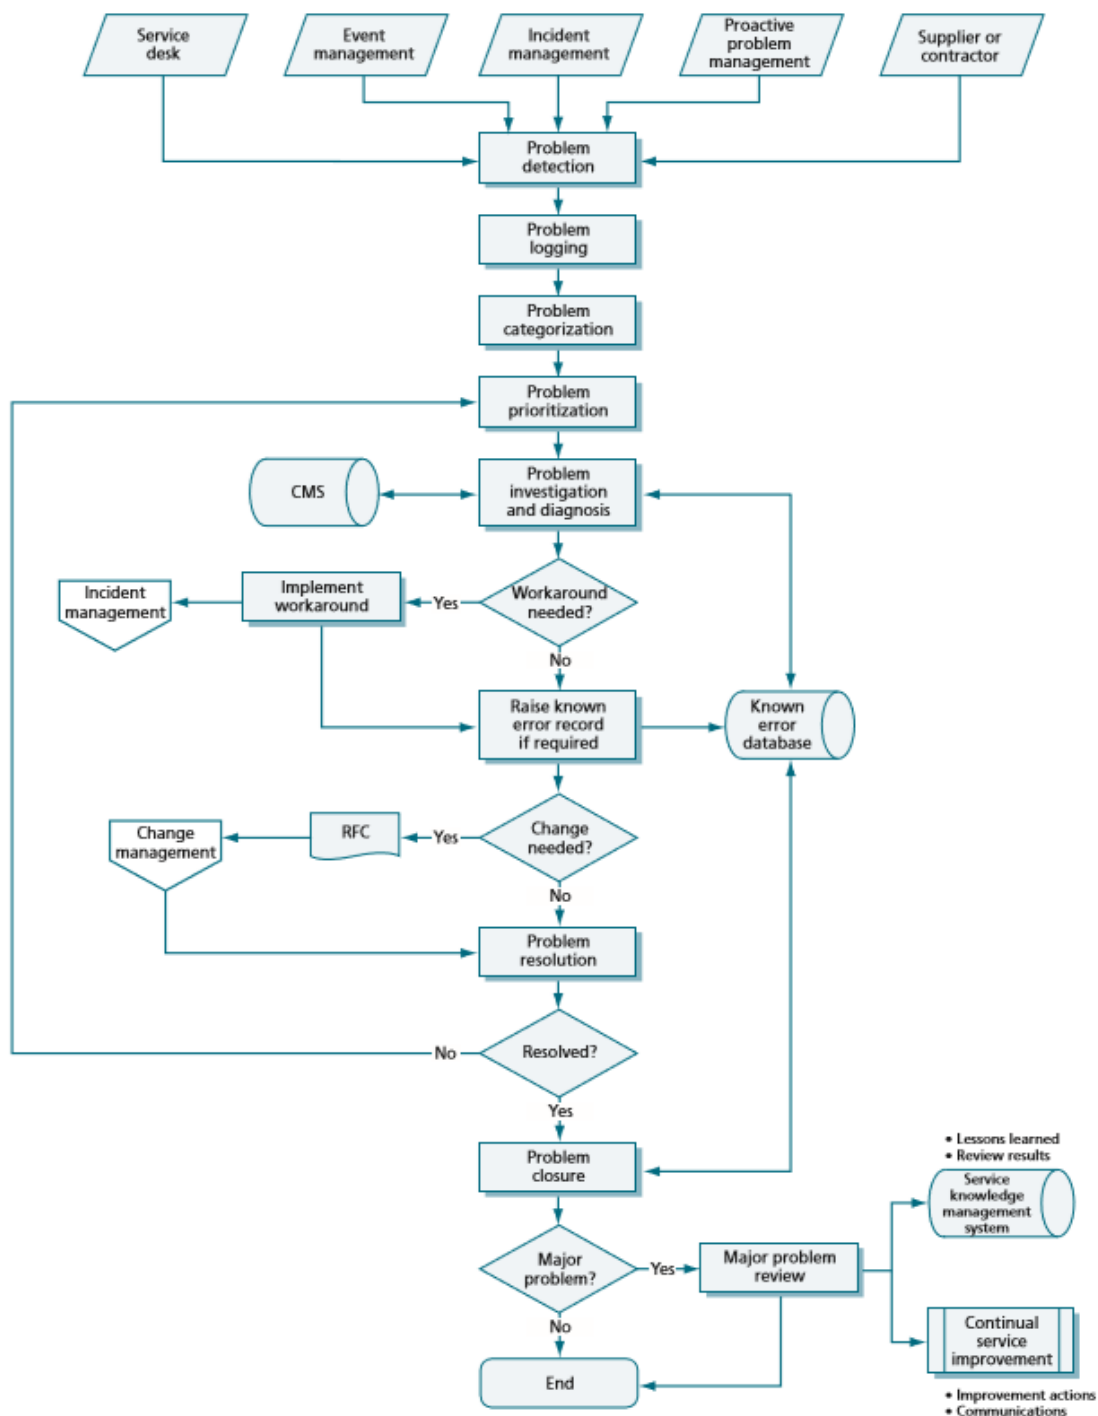 Service
desk
Event
management
Incident
management
Proactive
problem
management
Supplier or
contractor
Problem
detection
Problem
logging
Problem
categorization
Problem
prioritization
CMS
Problem
investigation
and diagnosis
Incident
management
Implement
workaround
Yes
Workaround
needed?
No
Raise known
error record
if required
Known
error
database
Change
management
RFC
Yes
Change
needed?
No
Problem
resolution
No
Resolved?
Yes
Problem
closure
• Lessons learned
• Review results
Service
knowledge
management
system
Major
problem?
Yes
Major problem
review
No
Continual
service
improvement
End
• Improvement actions
• Communications